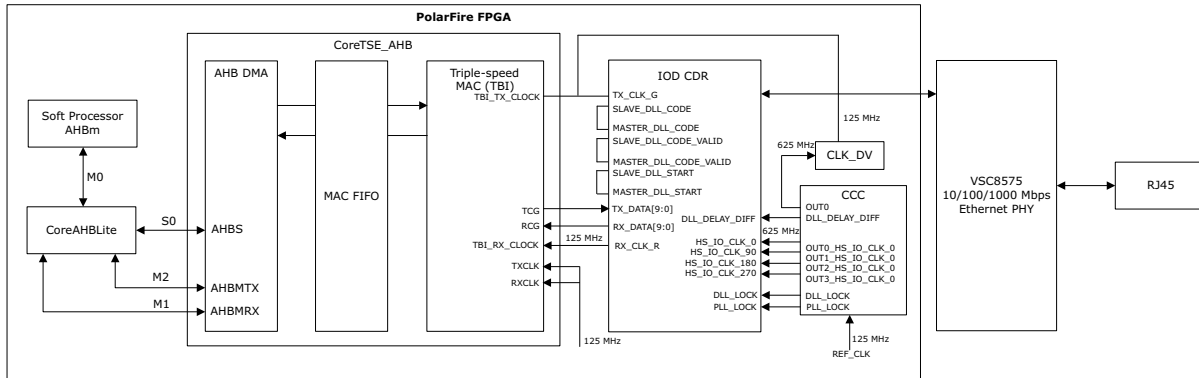 PolarFire FPGA
CoreTSE_AHB
Soft Processor
AHBm
M0
CoreAHBLite
S0
M2
M1
AHB DMA
AHBS
AHBMTX
AHBMRX
MAC FIFO
Triple-speed
MAC (TBI)
TBI_TX_CLOCK
TCG
RCG
TBI_RX_CLOCK
TXCLK
RXCLK
125 MHz
125 MHz
IOD CDR
TX_CLK_G
SLAVE_DLL_CODE
MASTER_DLL_CODE
SLAVE_DLL_CODE_VALID
MASTER_DLL_CODE_VALID
SLAVE_DLL_START
MASTER_DLL_START
TX_DATA[9:0]
DLL_DELAY_DIFF
RX_DATA[9:0]
RX_CLK_R
HS_IO_CLK_0
HS_IO_CLK_90
HS_IO_CLK_180
HS_IO_CLK_270
DLL_LOCK
PLL_LOCK
125 MHz
625 MHz
CLK_DV
625 MHz
CCC
OUT0
DLL_DELAY_DIFF
OUT0_HS_IO_CLK_0
OUT1_HS_IO_CLK_0
OUT2_HS_IO_CLK_0
OUT3_HS_IO_CLK_0
DLL_LOCK
PLL_LOCK
125 MHz
REF_CLK
VSC8575
10/100/1000 Mbps
Ethernet PHY
RJ45